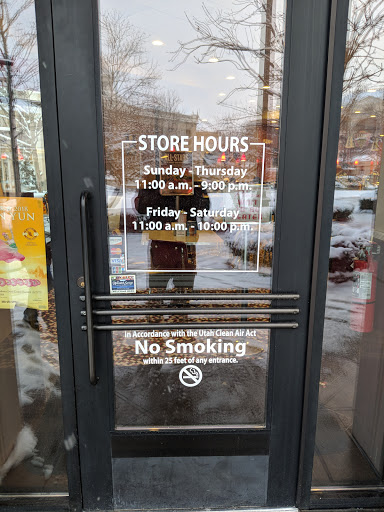 STORE HOURS
Sunday - Thursday
11:00 a.m. - 9:00 p.m.
Friday - Saturday
11:00 a.m. - 10:00 p.m.
In Accordance with the Utah Clean Air Act
No Smoking
within 25 feet of any entrance.